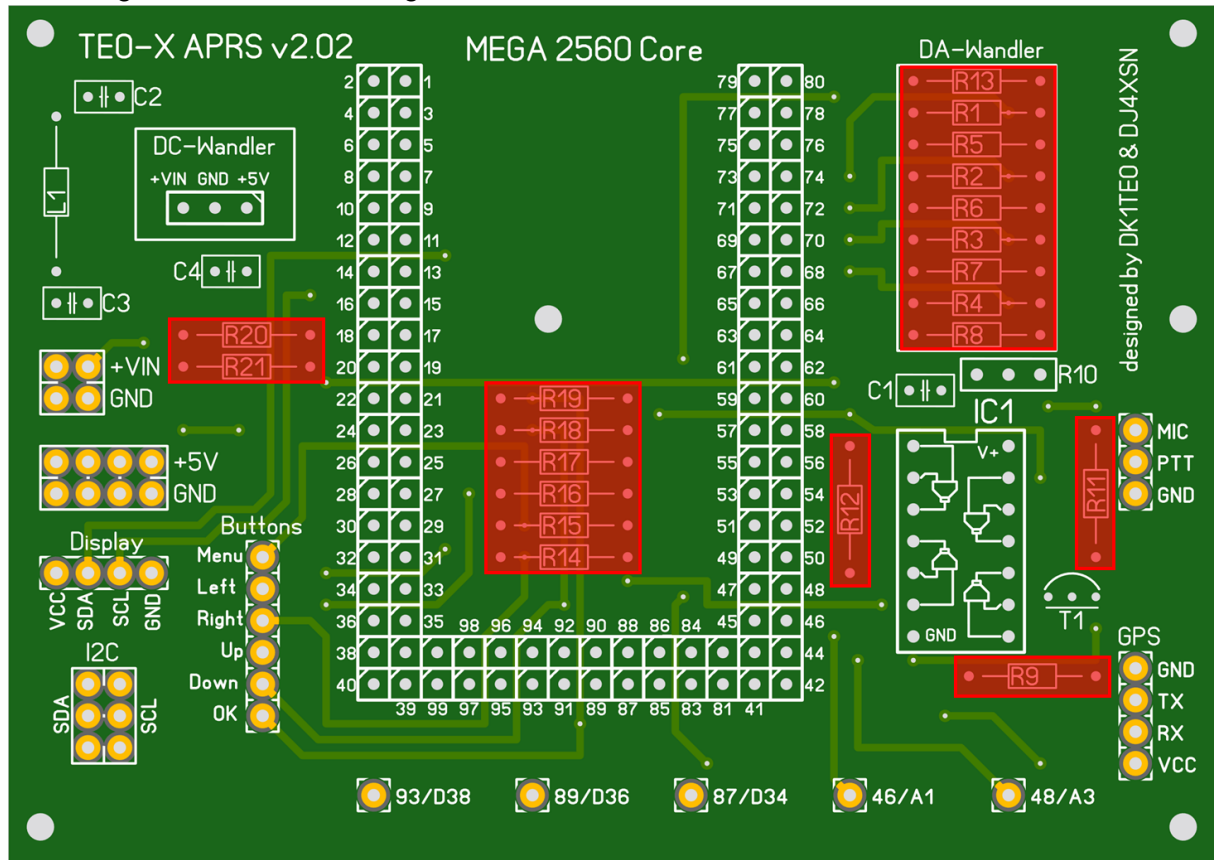 TEO-X APRS v2.02
MEGA 2560 Core
DA-Wandler
designed by DK1TEO & DJ4XSN
C2
DC-Wandler
+VIN GND +5V
L1
C4
C3
R20
R21
+VIN
GND
+5V
GND
Display
VCC
SDA
SCL
GND
I2C
SDA
SCL
Buttons
Menu
Left
Right
Up
Down
OK
2 1
4 3
6 5
8 7
10 9
12 11
14 13
16 15
18 17
20 19
22 21
24 23
26 25
28 27
30 29
32 31
34 33
36 35
38
40
79 80
77 78
75 76
73 74
71 72
69 70
67 68
65 66
63 64
61 62
59 60
57 58
55 56
53 54
51 52
49 50
47 48
45 46
44
42
98 96 94 92 90 88 86 84
39 99 97 95 93 91 89 87 85 83 81 41
R19
R18
R17
R16
R15
R14
R13
R1
R5
R2
R6
R3
R7
R4
R8
C1
R10
IC1
V+
GND
R12
R11
MIC
PTT
GND
T1
R9
GPS
GND
TX
RX
VCC
93/D38
89/D36
87/D34
46/A1
48/A3